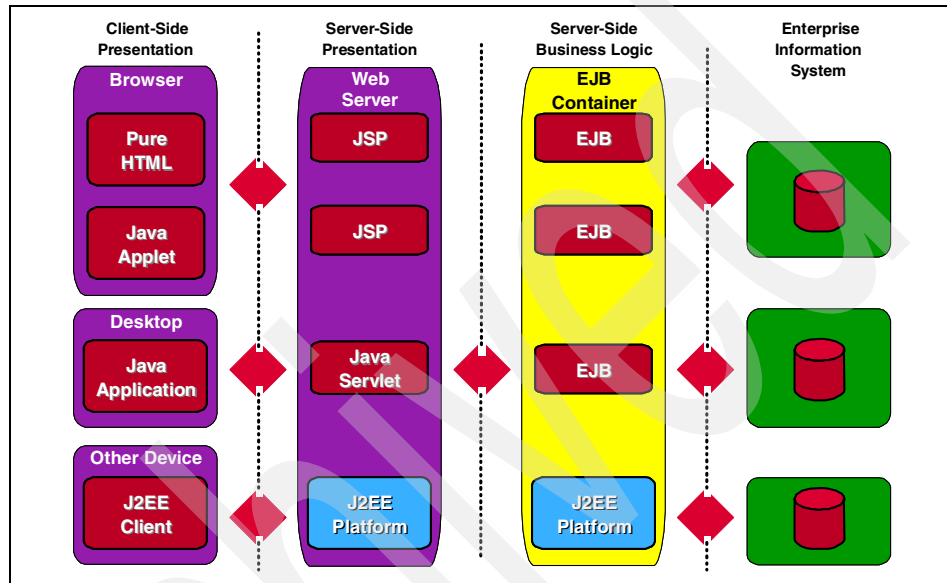 Client-Side
Presentation
Server-Side
Presentation
Server-Side
Business Logic
Enterprise
Information
System
Browser
Pure
HTML
Java
Applet
Desktop
Java
Application
Other Device
J2EE
Client
Web
Server
JSP
JSP
Java
Servlet
J2EE
Platform
EJB
Container
EJB
EJB
EJB
J2EE
Platform